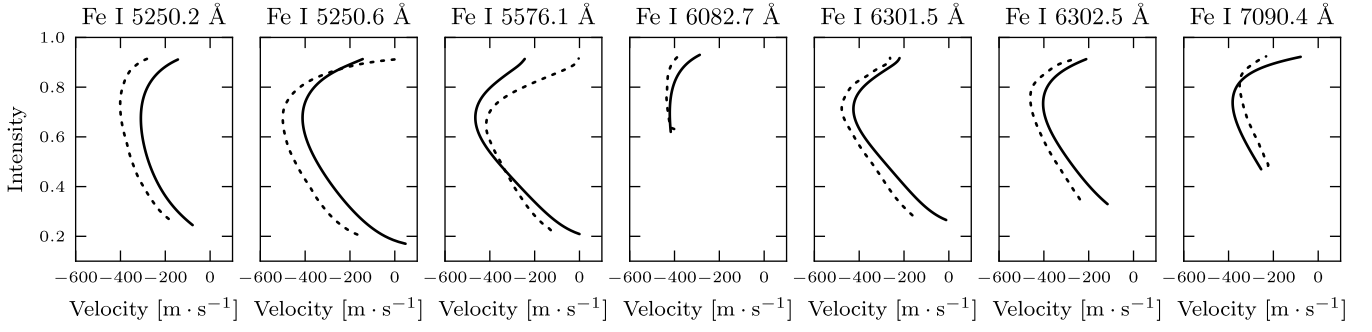 Fe I 5250.2 Å Fe I 5250.6 Å Fe I 5576.1 Å Fe I 6082.7 Å Fe I 6301.5 Å Fe I 6302.5 Å Fe I 7090.4 Å
1.0
0.8
0.6
0.4
0.2
Intensity
−600 −400 −200 0 −600 −400 −200 0 −600 −400 −200 0 −600 −400 −200 0 −600 −400 −200 0 −600 −400 −200 0 −600 −400 −200 0
Velocity [m · s⁻¹] Velocity [m · s⁻¹] Velocity [m · s⁻¹] Velocity [m · s⁻¹] Velocity [m · s⁻¹] Velocity [m · s⁻¹] Velocity [m · s⁻¹]